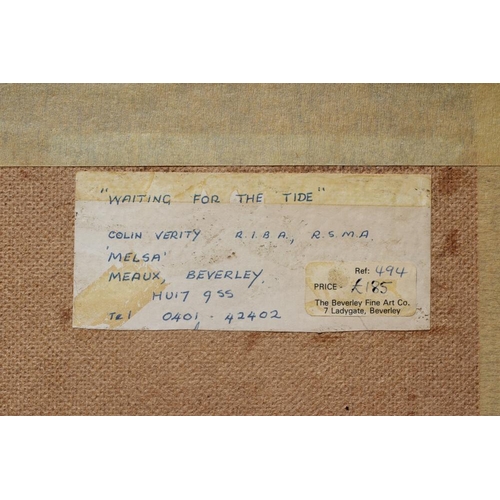 "WAITING FOR THE TIDE"
COLIN VERITY R.I.B.A., R.S.M.A.
'MELSA'
MEAUX, BEVERLEY.
HU17 9SS
Tel 0401 - 42402
Ref: 494
PRICE - £185
The Beverley Fine Art Co.
7 Ladygate, Beverley